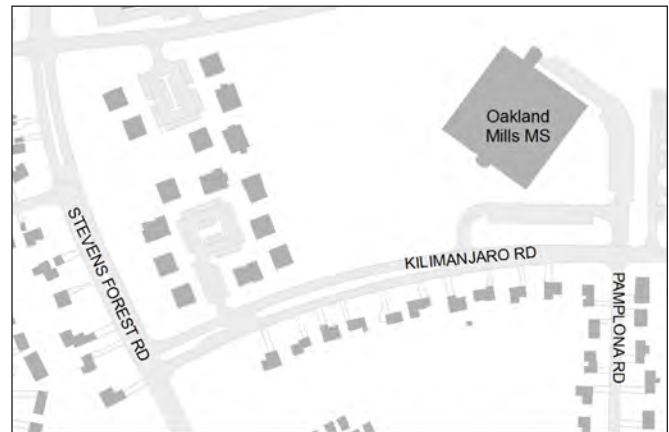 Oakland
Mills MS
STEVENS FOREST RD
KILIMANJARO RD
PAMPLONA RD